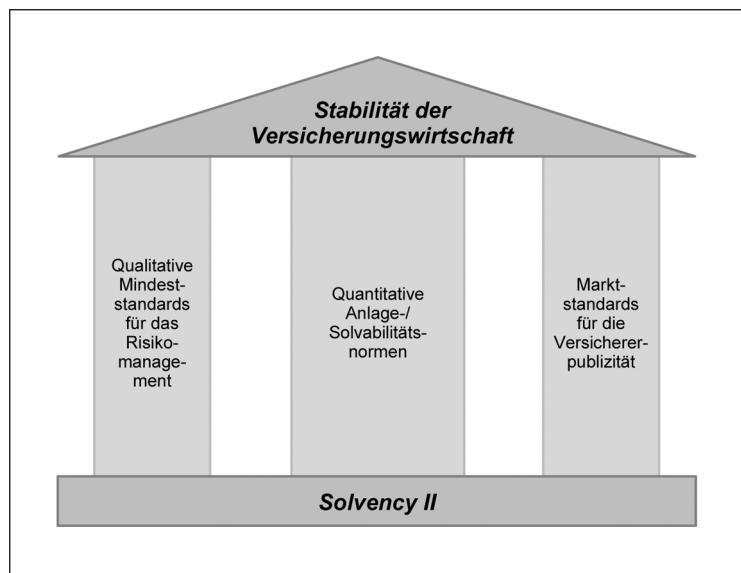 Stabilität der
Versicherungswirtschaft
Qualitative
Mindest-
standards
für das
Risiko-
manage-
ment
Quantitative
Anlage-/
Solvabilitäts-
normen
Markt-
standards
für die
Versicherer-
publizität
Solvency II